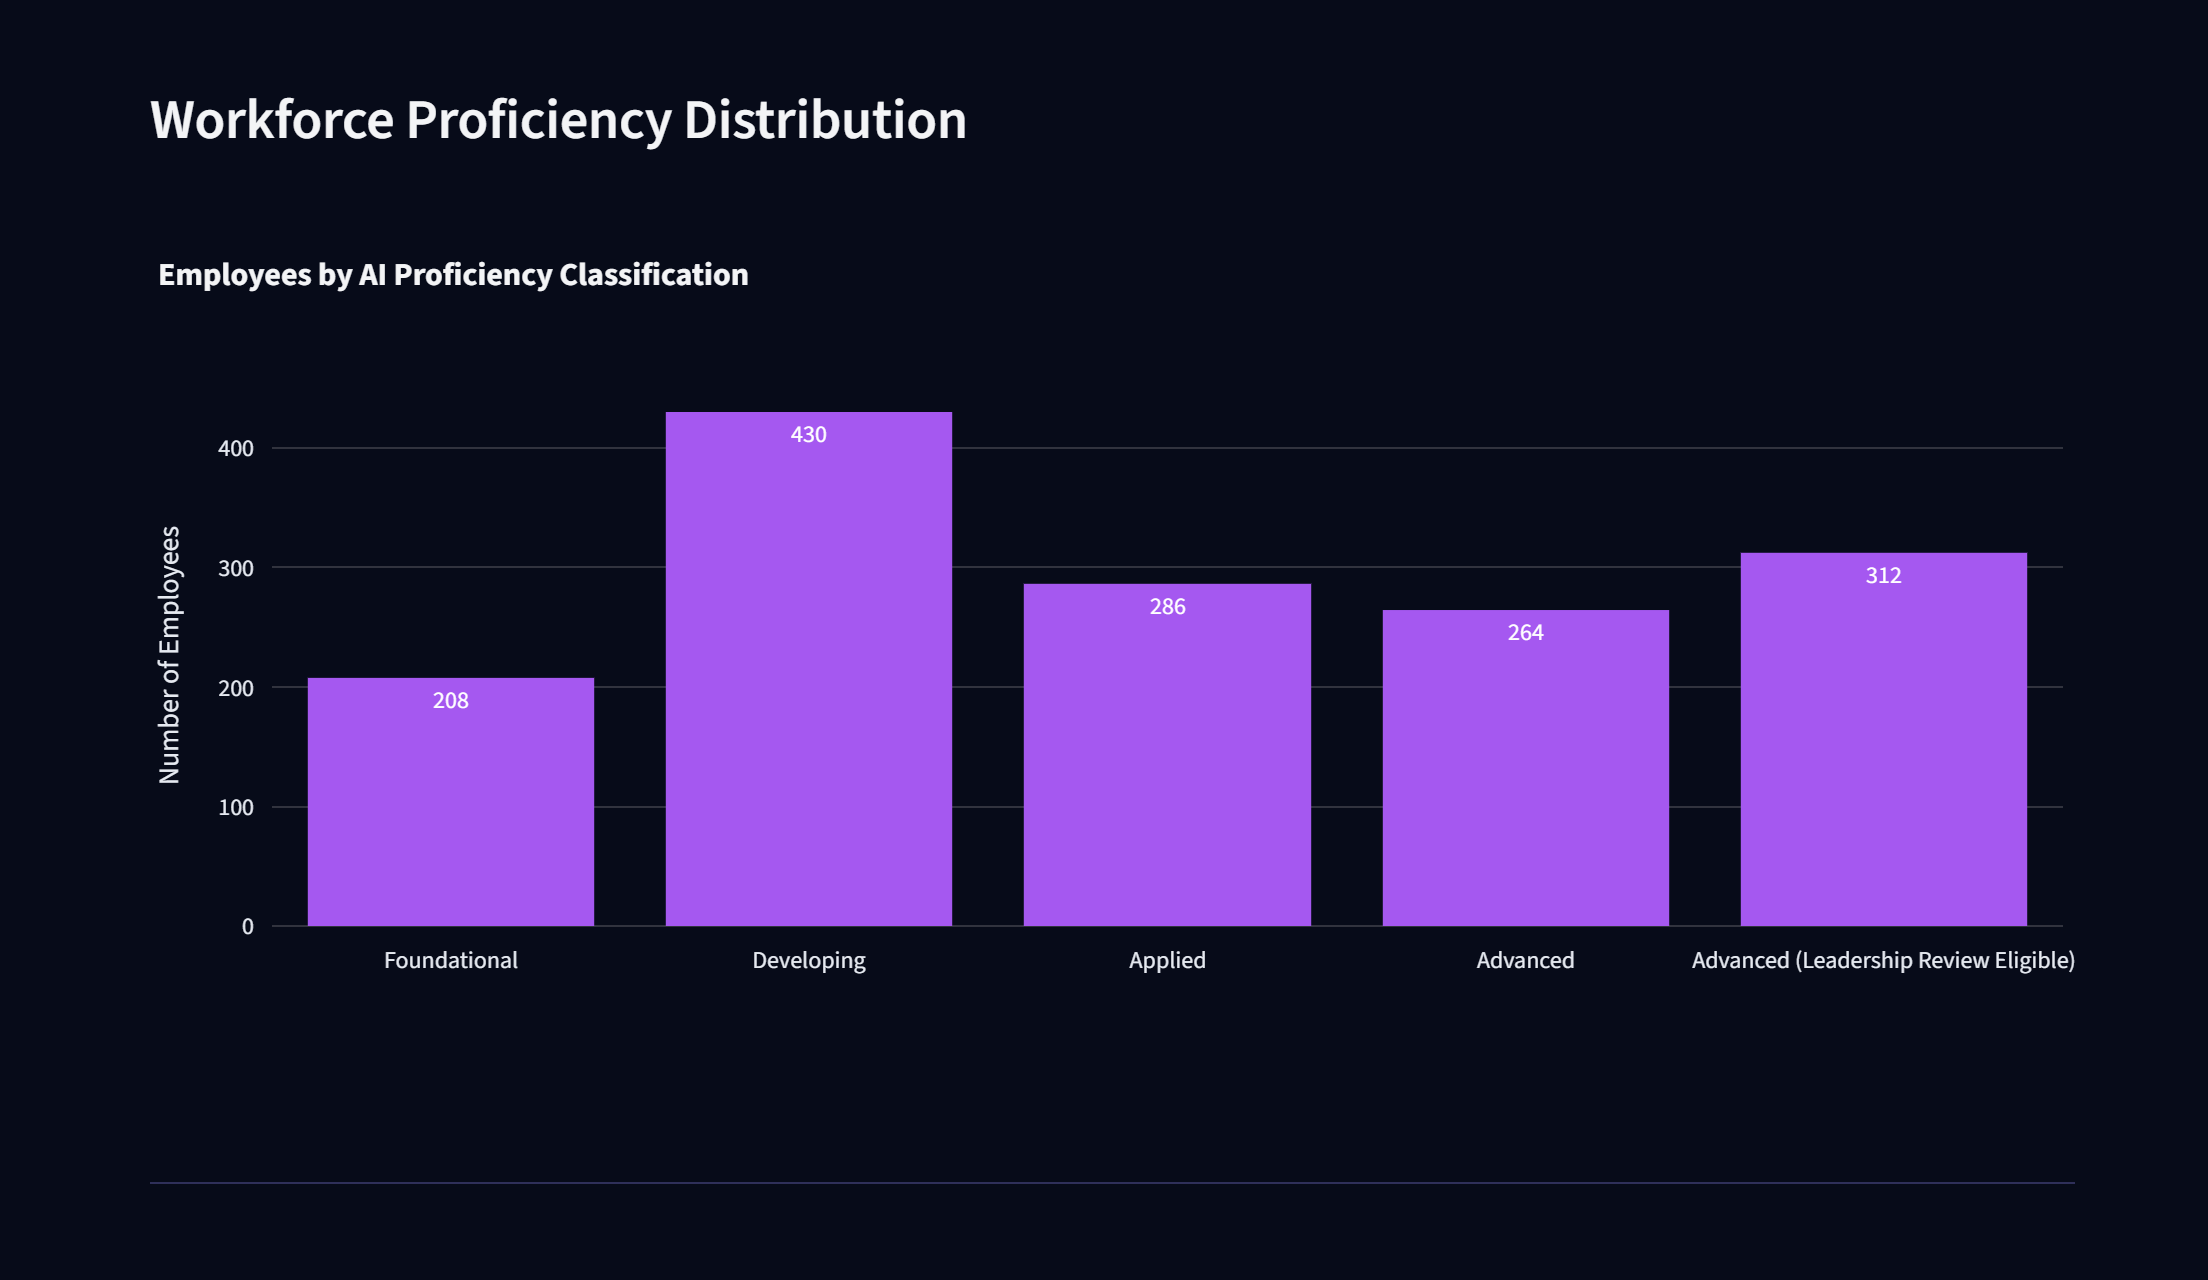 Workforce Proficiency Distribution
Employees by AI Proficiency Classification
Number of Employees
400
300
200
100
0
430
312
286
264
208
Foundational
Developing
Applied
Advanced
Advanced (Leadership Review Eligible)